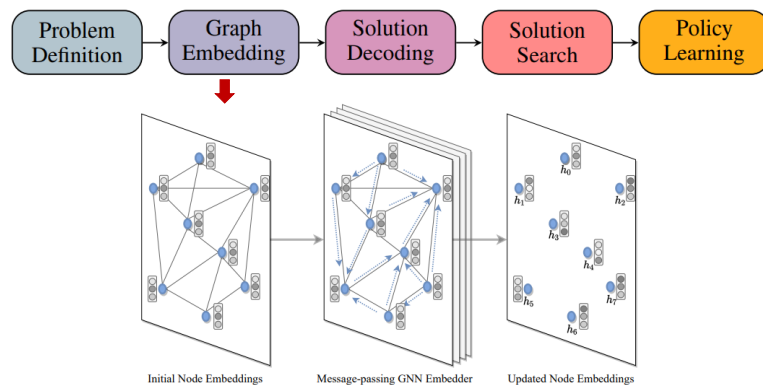 Problem
Definition
Graph
Embedding
Solution
Decoding
Solution
Search
Policy
Learning
h0
h1
h2
h3
h4
h5
h7
h6
Initial Node Embeddings
Message-passing GNN Embedder
Updated Node Embeddings